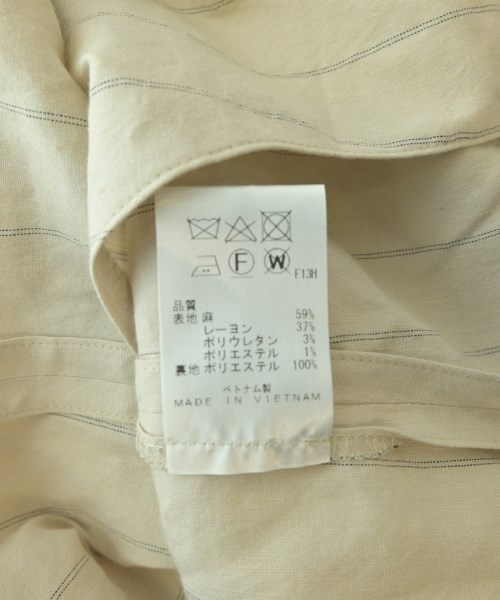 F W
F13H
品質
表地 麻 59%
レーヨン 37%
ポリウレタン 3%
ポリエステル 1%
裏地 ポリエステル 100%
ベトナム製
MADE IN VIETNAM